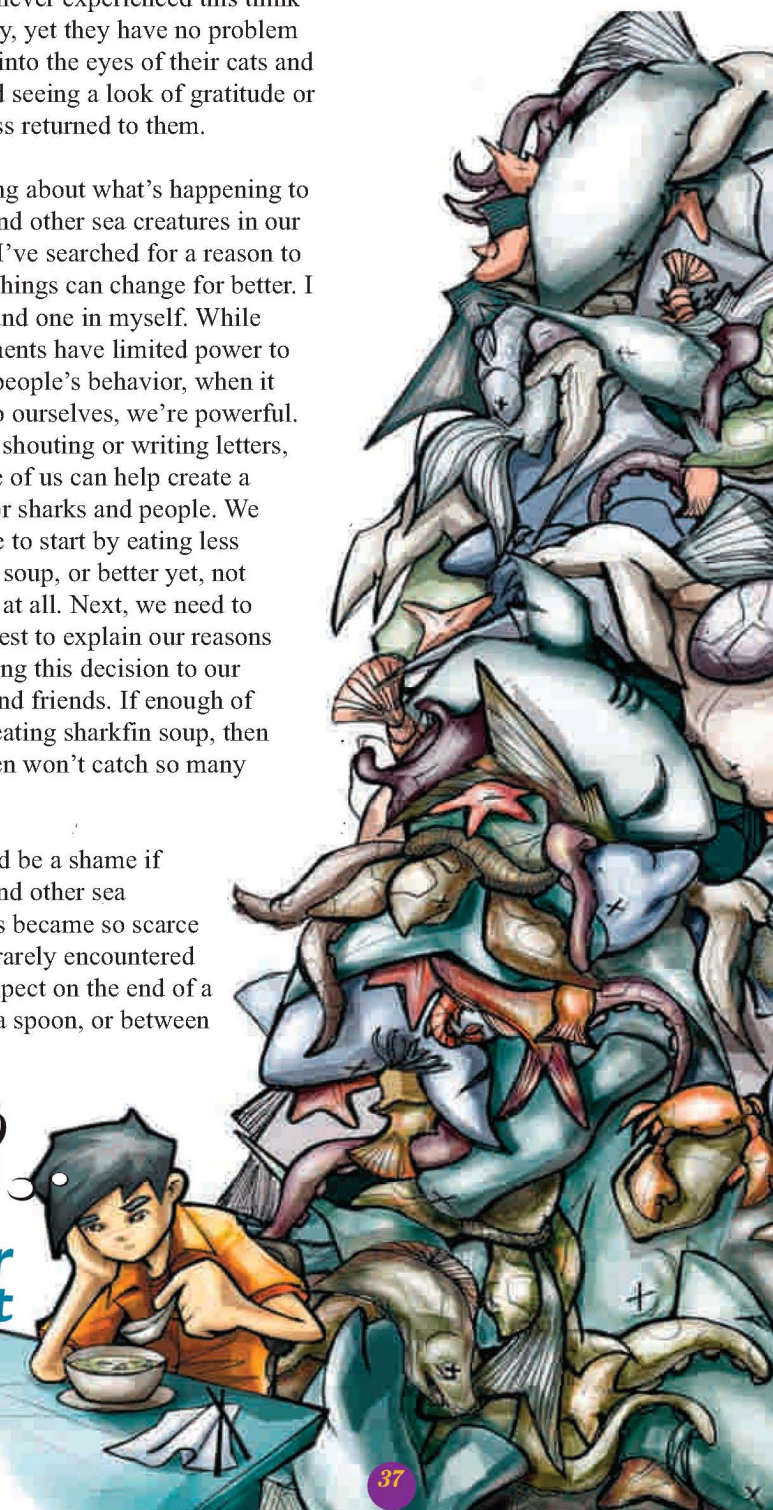 never experienced this think
y, yet they have no problem
into the eyes of their cats and
d seeing a look of gratitude or
ss returned to them.
ng about what's happening to
nd other sea creatures in our
I've searched for a reason to
things can change for better. I
und one in myself. While
ments have limited power to
people's behavior, when it
o ourselves, we're powerful.
shouting or writing letters,
e of us can help create a
or sharks and people. We
e to start by eating less
soup, or better yet, not
at all. Next, we need to
est to explain our reasons
ing this decision to our
nd friends. If enough of
eating sharkfin soup, then
en won't catch so many
d be a shame if
nd other sea
s became so scarce
rarely encountered
pect on the end of a
a spoon, or between
r
t
37